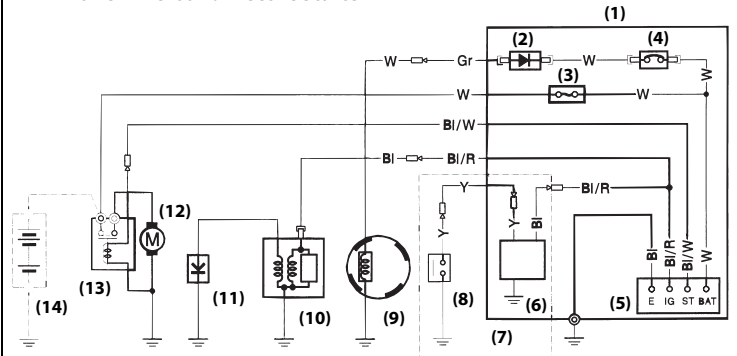 (1)
(2)
(4)
W
Gr
W
(3)
W
W
W
Bl/W
Bl
Bl/R
Y
Bl/R
(12)
M
Y
Y
Bl
Bl
Bl/R
Bl/W
W
E IG ST BAT
(14)
(13)
(11)
(10)
(9)
(8)
(6)
(5)
(7)